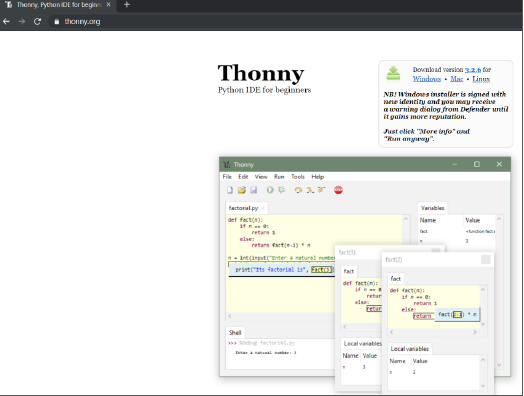 Thonny, Python IDE for beginn
thonny.org
Thonny
Python IDE for beginners
Download version 3.2.6 for
Windows • Mac • Linux
NB! Windows installer is signed with
new identity and you may receive
a warning dialog from Defender until
it gains more reputation.
Just click "More info" and
"Run anyway".
Thonny
File Edit View Run Tools Help
factorial.py
def fact(n):
if n == 0:
return 1
else:
return fact(n-1) * n
n = int(input("Enter a natural number
print("Its factorial is", fact(3)
Variables
Name Value
fact <function fact a
n 3
Shell
>>> %Debug factorial.py
Enter a natural number: 3
fact(3)
fact
def fact(n):
if n == 0:
retur
else:
return
Local variables
Name Value
n 3
fact(2)
fact
def fact(n):
if n == 0:
return 1
else:
return fact(2-1) * n
Local variables
Name Value
n 2